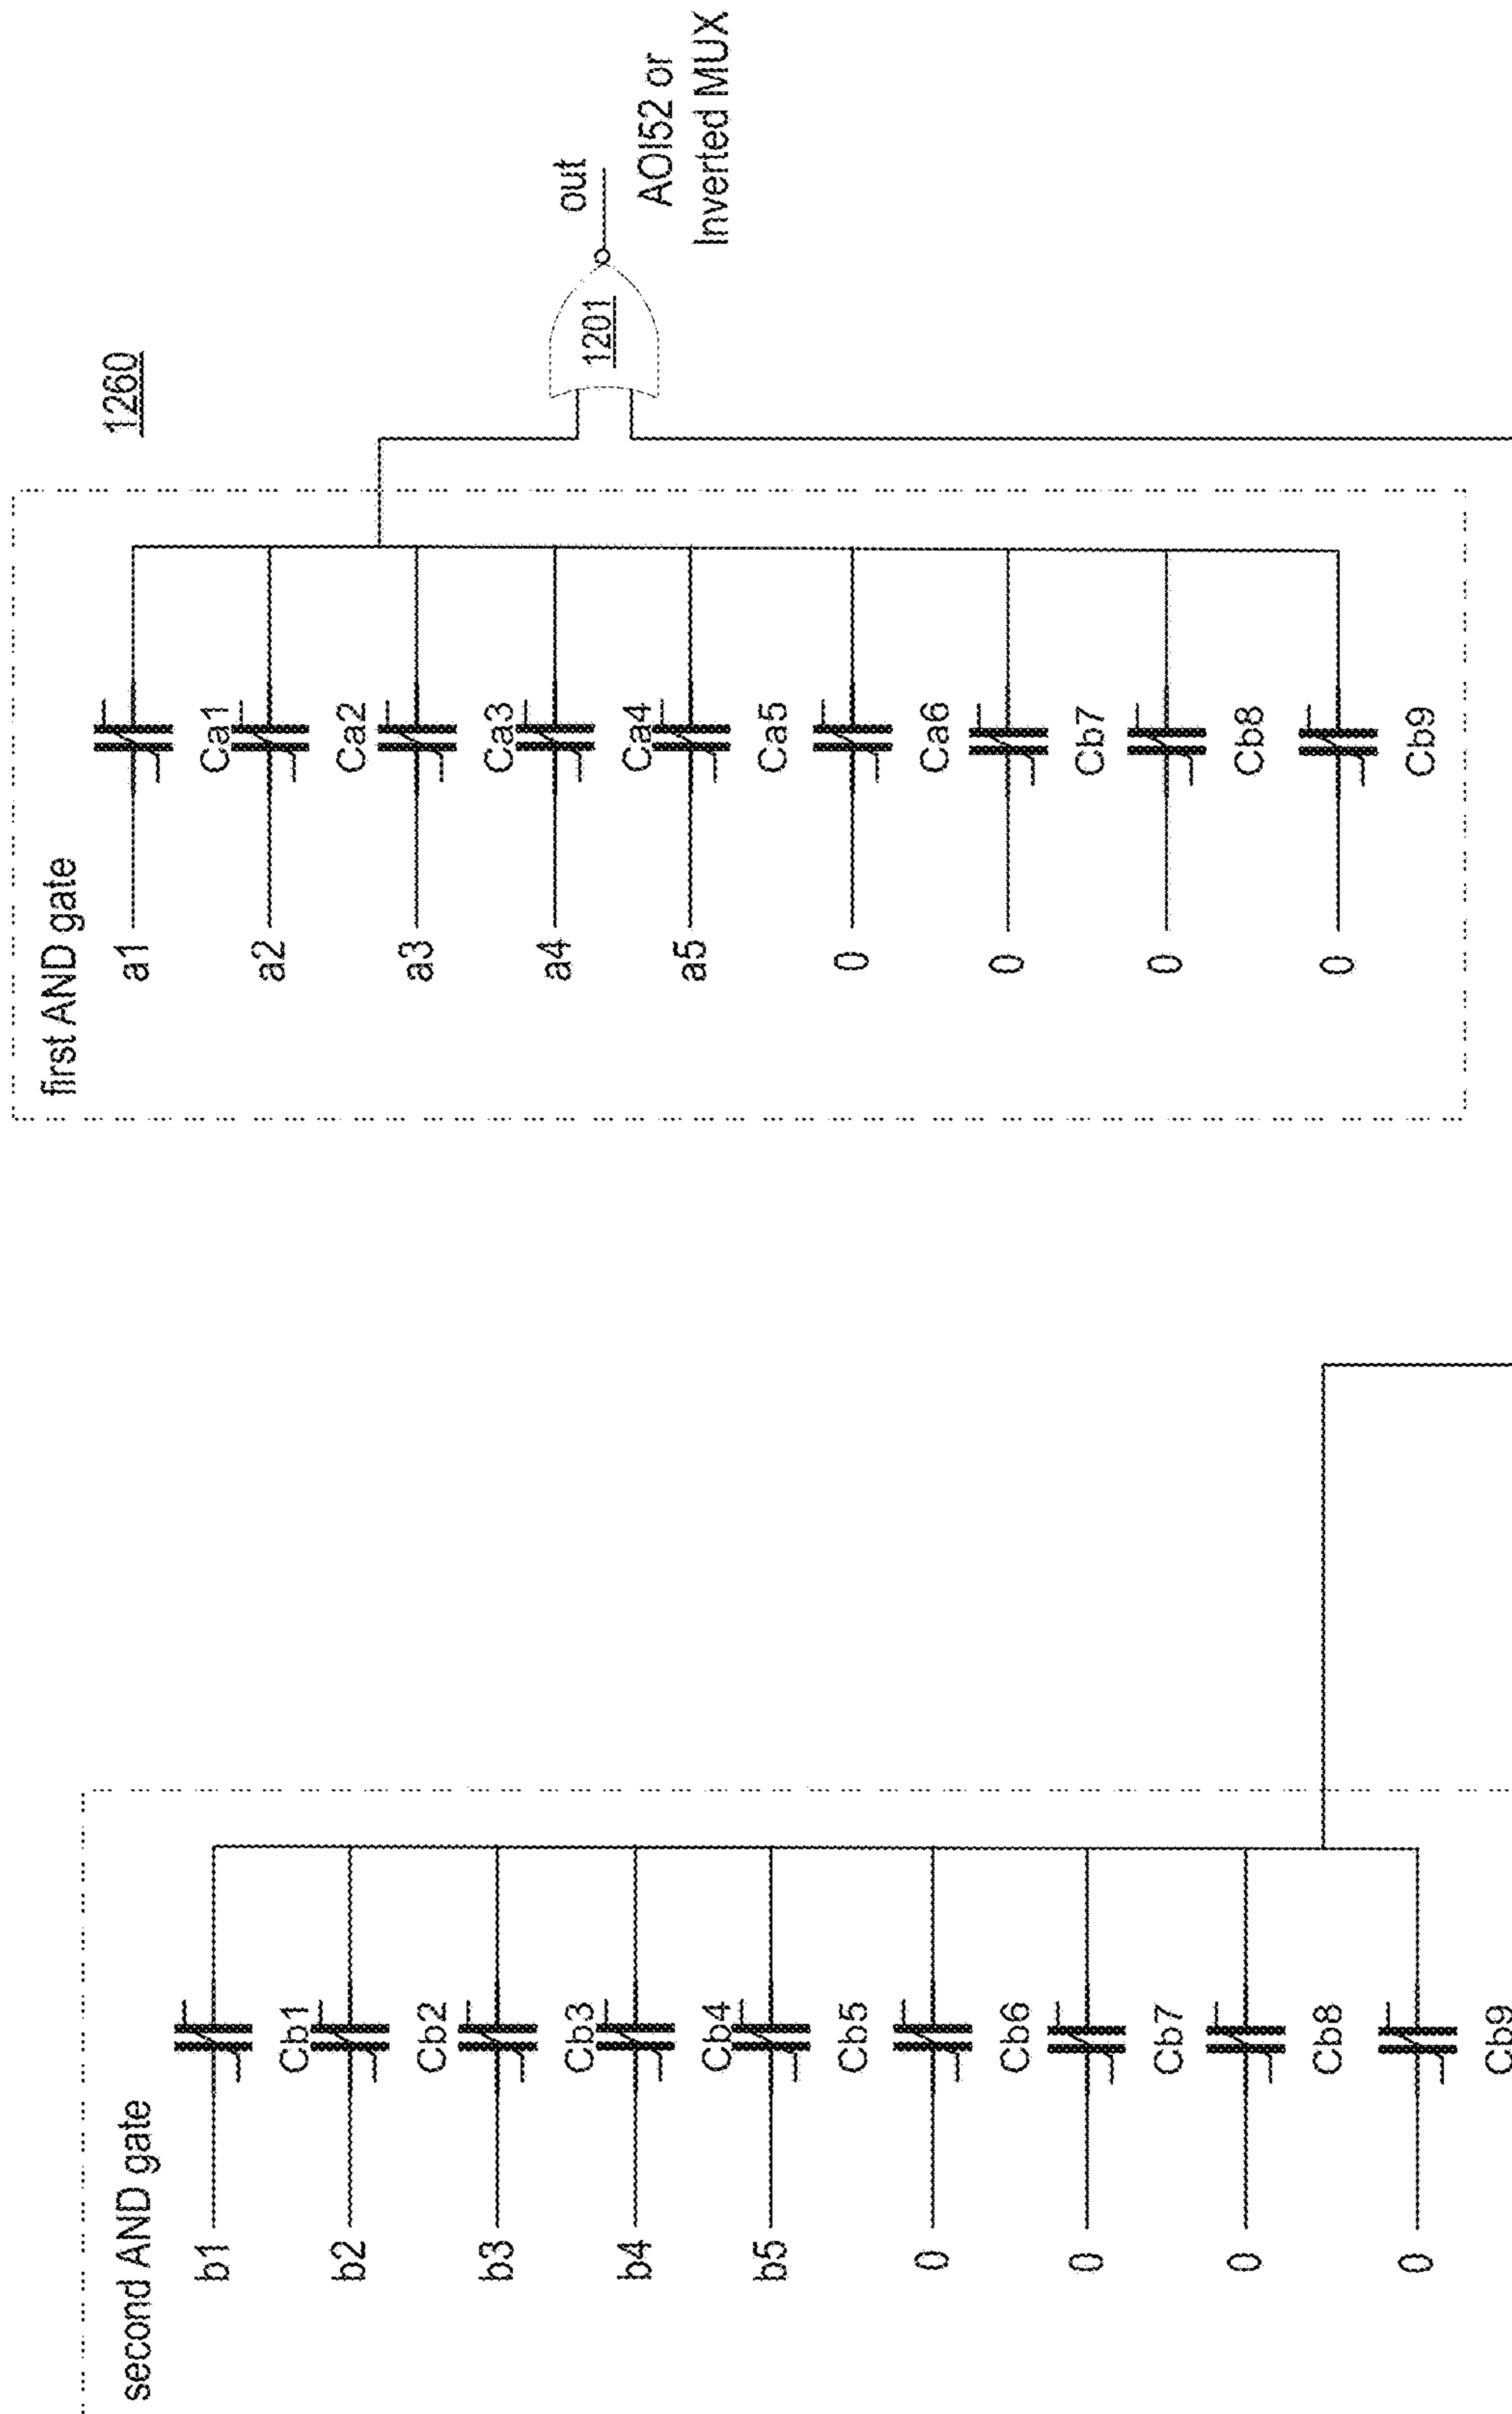 1260
first AND gate
a1
Ca1
a2
Ca2
a3
Ca3
a4
Ca4
a5
Ca5
0
Ca6
0
Cb7
0
Cb8
0
Cb9
1201
out
AOI52 or
Inverted MUX
second AND gate
b1
Cb1
b2
Cb2
b3
Cb3
b4
Cb4
b5
Cb5
0
Cb6
0
Cb7
0
Cb8
0
Cb9